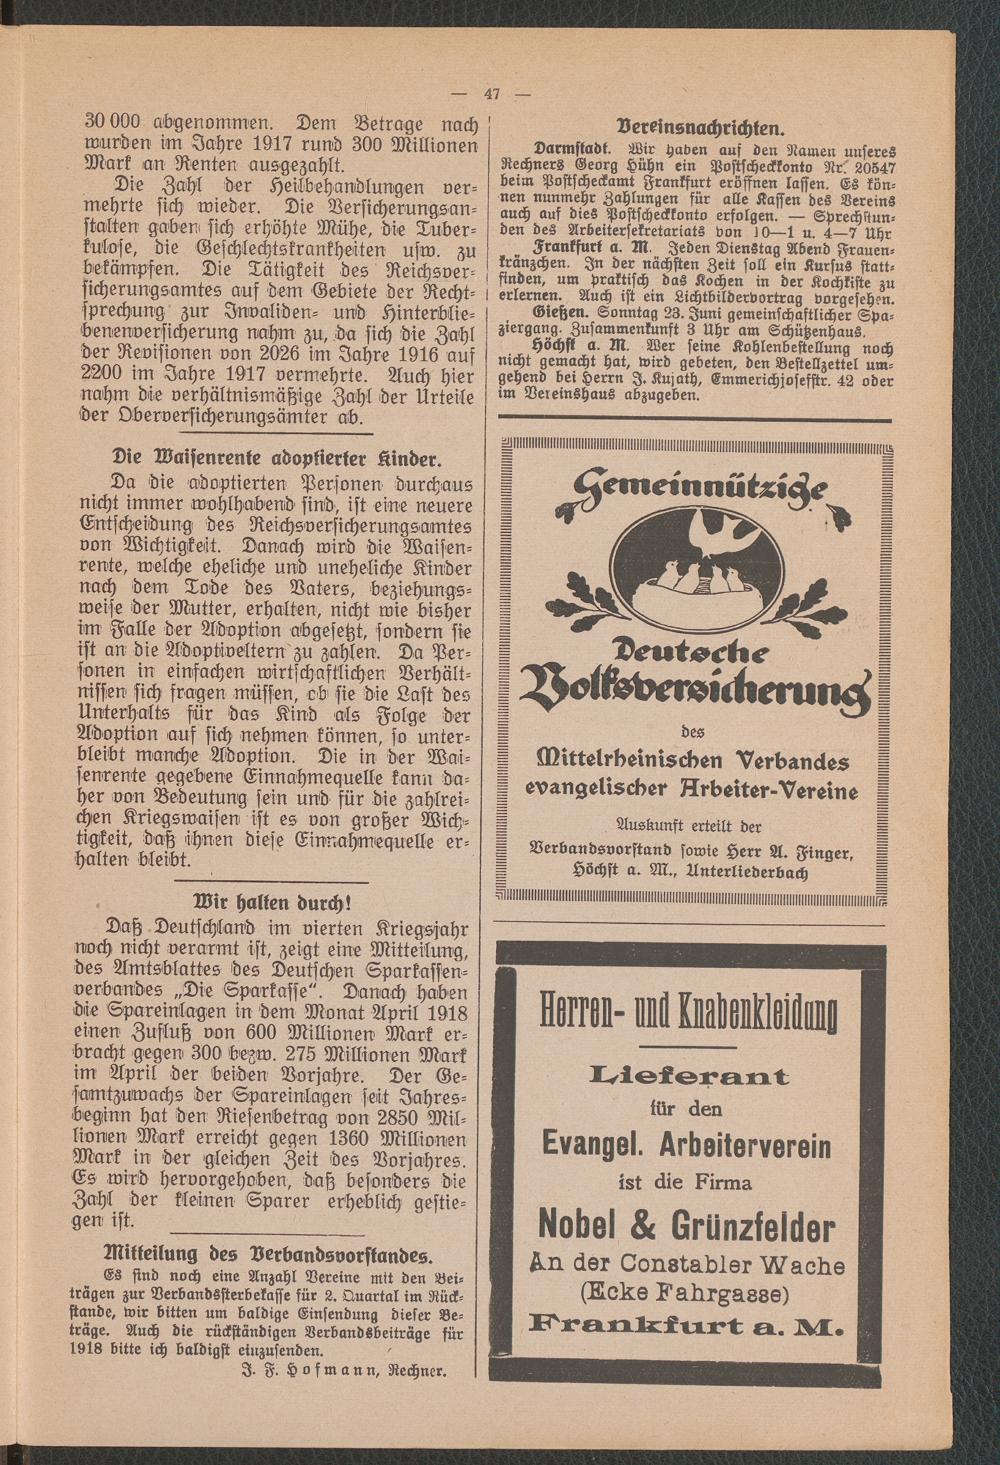 — 47 —
30 000 abgenommen. Dem Betrage nach
wurden im Jahre 1917 rund 300 Millionen
Mark an Renten ausgezahlt.
Die Zahl der Heilbehandlungen ver-
mehrte sich wieder. Die Versicherungsan-
stalten gaben sich erhöhte Mühe, die Tuber-
kulose, die Geschlechtskrankheiten usw. zu
bekämpfen. Die Tätigkeit des Reichsver-
sicherungsamtes auf dem Gebiete der Recht-
sprechung zur Invaliden- und Hinterblie-
benenversicherung nahm zu, da sich die Zahl
der Revisionen von 2026 im Jahre 1916 auf
2200 im Jahre 1917 vermehrte. Auch hier
nahm die verhältnismäßige Zahl der Urteile
der Oberversicherungsämter ab.
Die Waisenrente adoptierter Kinder.
Da die adoptierten Personen durchaus
nicht immer wohlhabend sind, ist eine neuere
Entscheidung des Reichsversicherungsamtes
von Wichtigkeit. Danach wird die Waisen-
rente, welche eheliche und uneheliche Kinder
nach dem Tode des Vaters, beziehungs-
weise der Mutter, erhalten, nicht wie bisher
im Falle der Adoption abgesetzt, sondern sie
ist an die Adoptiveltern zu zahlen. Da Per-
sonen in einfachen wirtschaftlichen Verhält-
nissen sich fragen müssen, ob sie die Last des
Unterhalts für das Kind als Folge der
Adoption auf sich nehmen können, so unter-
bleibt manche Adoption. Die in der Wai-
senrente gegebene Einnahmequelle kann da-
her von Bedeutung sein und für die zahlrei-
chen Kriegswaisen ist es von großer Wich-
tigkeit, daß ihnen diese Einnahmequelle er-
halten bleibt.
Wir halten durch!
Daß Deutschland im vierten Kriegsjahr
noch nicht verarmt ist, zeigt eine Mitteilung,
des Amtsblattes des Deutschen Sparkassen-
verbandes „Die Sparkasse“. Danach haben
die Spareinlagen in dem Monat April 1918
einen Zufluß von 600 Millionen Mark er-
bracht gegen 300 bezw. 275 Millionen Mark
im April der beiden Vorjahre. Der Ge-
samtzuwachs der Spareinlagen seit Jahres-
beginn hat den Riesenbetrag von 2850 Mil-
lionen Mark erreicht gegen 1360 Millionen
Mark in der gleichen Zeit des Vorjahres.
Es wird hervorgehoben, daß besonders die
Zahl der kleinen Sparer erheblich gestie-
gen ist.
Mitteilung des Verbandsvorstandes.
Es sind noch eine Anzahl Vereine mit den Bei-
trägen zur Verbandssterbekasse für 2. Quartal im Rück-
stande, wir bitten um baldige Einsendung dieser Be-
träge. Auch die rückständigen Verbandsbeiträge für
1918 bitte ich baldigst einzusenden.
J. F. Hofmann, Rechner.
Vereinsnachrichten.
Darmstadt. Wir haben auf den Namen unseres
Rechners Georg Hühn ein Postscheckkonto Nr. 20547
beim Postscheckamt Frankfurt eröffnen lassen. Es kön-
nen nunmehr Zahlungen für alle Kassen des Vereins
auch auf dies Postscheckkonto erfolgen. — Sprechstun-
den des Arbeitersekretariats von 10—1 u. 4—7 Uhr
Frankfurt a. M. Jeden Dienstag Abend Frauen-
kränzchen. In der nächsten Zeit soll ein Kursus statt-
finden, um praktisch das Kochen in der Kochkiste zu
erlernen. Auch ist ein Lichtbildervortrag vorgesehen.
Gießen. Sonntag 23. Juni gemeinschaftlicher Spa-
ziergang. Zusammenkunft 3 Uhr am Schützenhaus.
Höchst a. M. Wer seine Kohlenbestellung noch
nicht gemacht hat, wird gebeten, den Bestellzettel um-
gehend bei Herrn J. Kujath, Emmerichjosefstr. 42 oder
im Vereinshaus abzugeben.
Gemeinnützige
Deutsche
Volksversicherung
des
Mittelrheinischen Verbandes
evangelischer Arbeiter-Vereine
Auskunft erteilt der
Verbandsvorstand sowie Herr A. Finger,
Höchst a. M., Unterliederbach
Herren- und Knabenkleidung
Lieferant
für den
Evangel. Arbeiterverein
ist die Firma
Nobel & Grünzfelder
An der Constabler Wache
(Ecke Fahrgasse)
Frankfurt a. M.